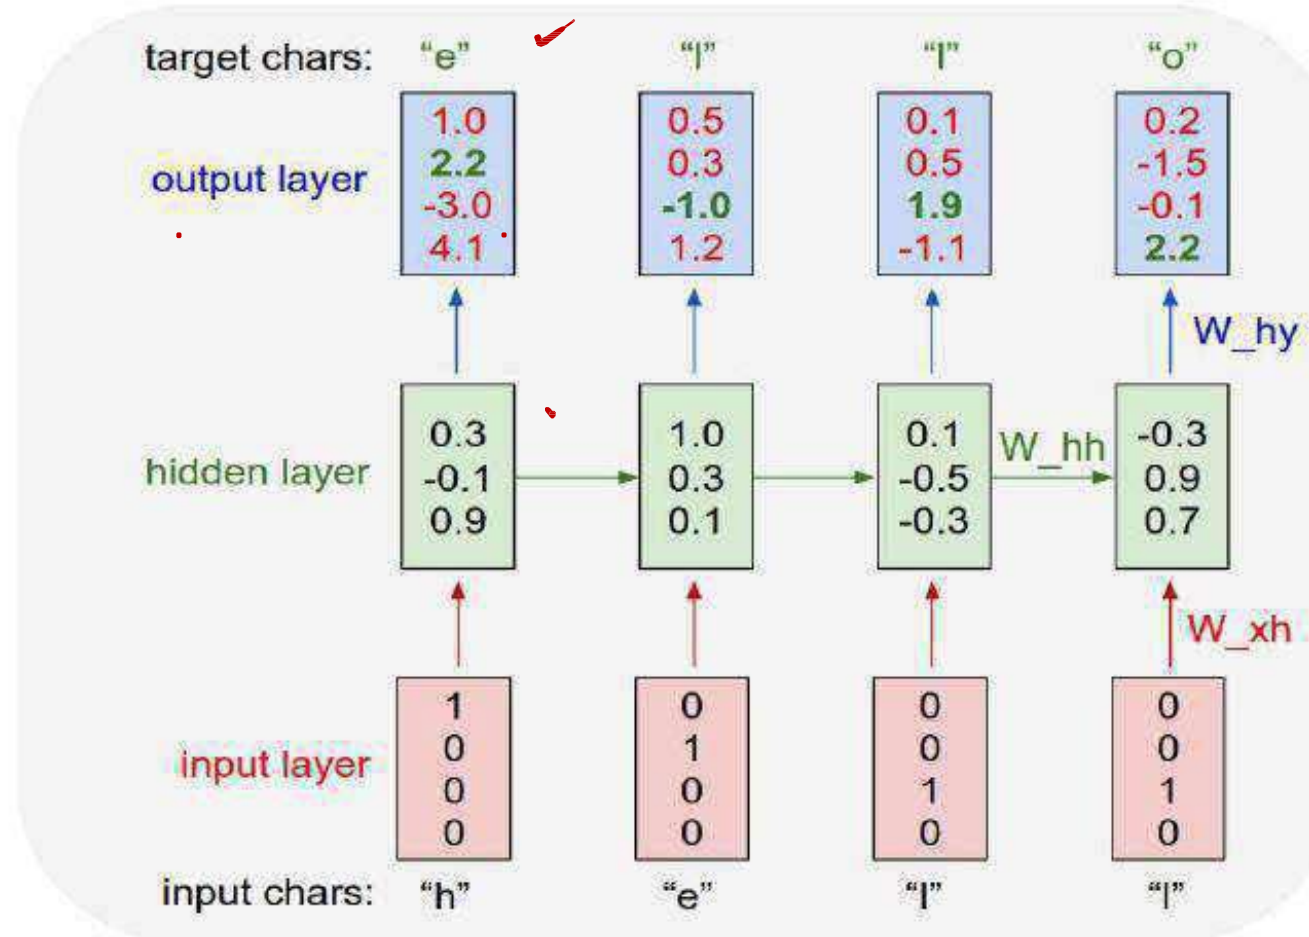 target chars: “e” “l” “l” “o”
1.0 0.5 0.1 0.2
output layer 2.2 0.3 0.5 -1.5
-3.0 -1.0 1.9 -0.1
4.1 1.2 -1.1 2.2
W_hy
0.3 1.0 0.1 W_hh -0.3
hidden layer -0.1 0.3 -0.5 0.9
0.9 0.1 -0.3 0.7
W_xh
1 0 0 0
input layer 0 1 0 0
0 0 1 1
0 0 0 0
input chars: “h” “e” “l” “l”